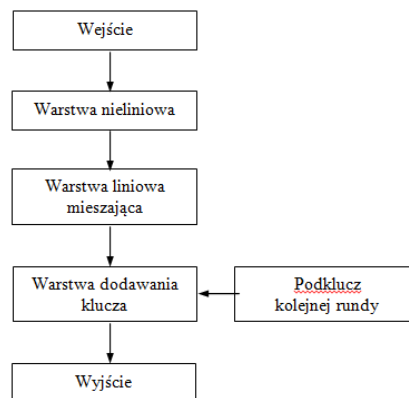 Wejście
Warstwa nieliniowa
Warstwa liniowa
mieszająca
Warstwa dodawania
klucza
Podklucz
kolejnej rundy
Wyjście